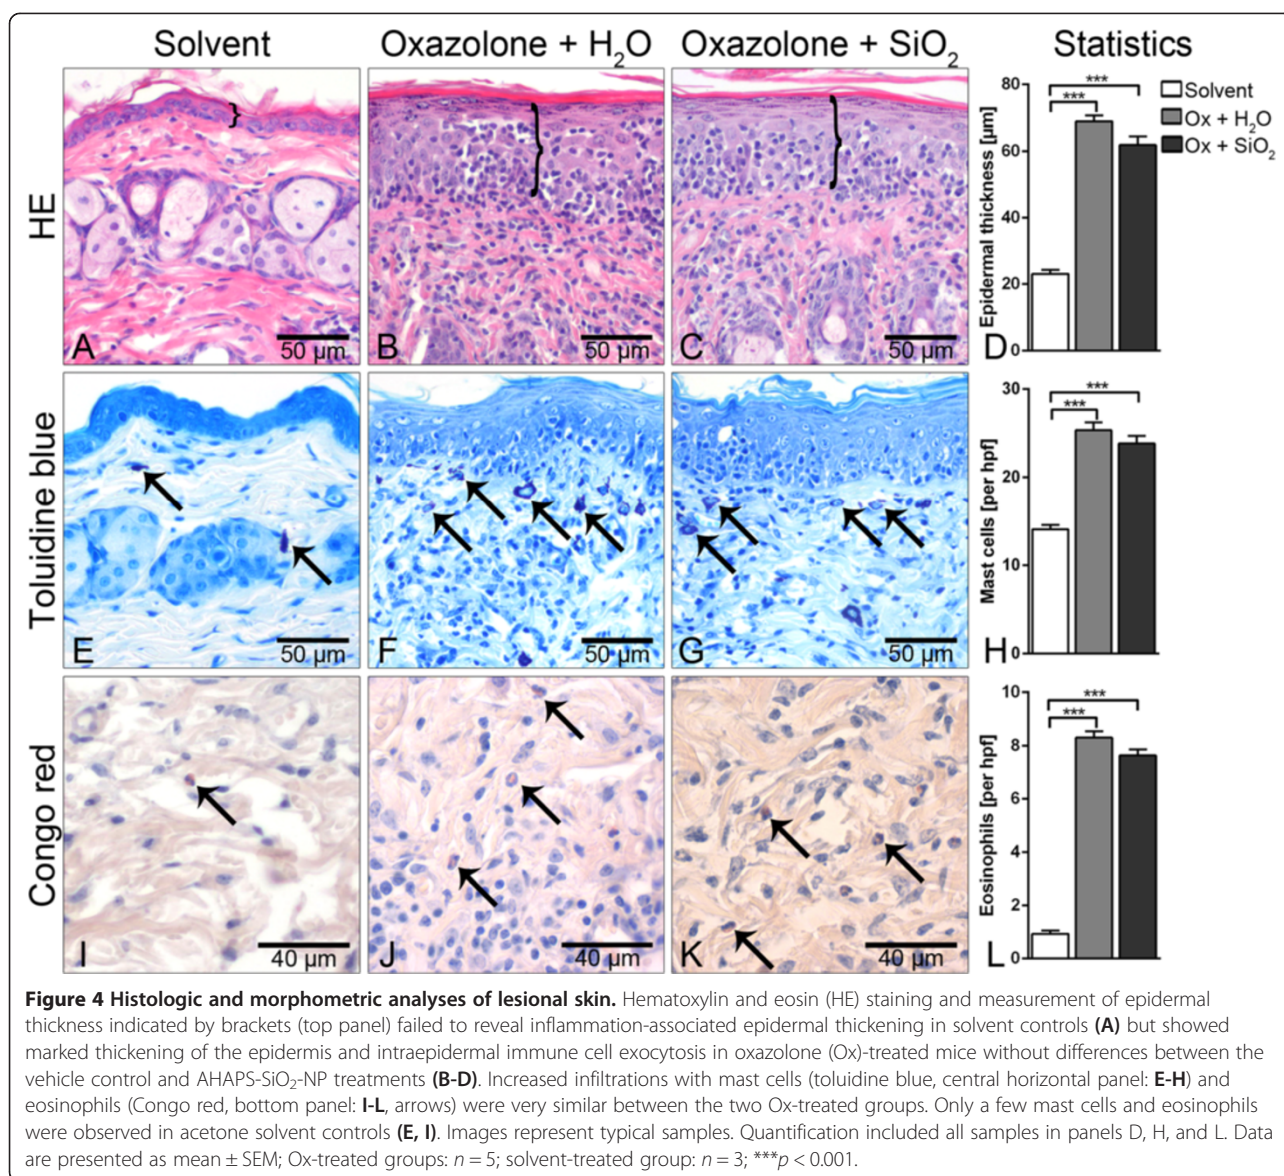 Solvent
Oxazolone + H₂O
Oxazolone + SiO₂
Statistics
HE
A
50 µm
B
50 µm
C
50 µm
D
Epidermal thickness [µm]
80
60
40
20
0
***
***
Solvent
Ox + H₂O
Ox + SiO₂
Toluidine blue
E
50 µm
F
50 µm
G
50 µm
H
Mast cells [per hpf]
30
20
10
0
***
***
Congo red
I
40 µm
J
40 µm
K
40 µm
L
Eosinophils [per hpf]
10
8
6
4
2
0
***
***
Figure 4 Histologic and morphometric analyses of lesional skin. Hematoxylin and eosin (HE) staining and measurement of epidermal
thickness indicated by brackets (top panel) failed to reveal inflammation-associated epidermal thickening in solvent controls (A) but showed
marked thickening of the epidermis and intraepidermal immune cell exocytosis in oxazolone (Ox)-treated mice without differences between the
vehicle control and AHAPS-SiO₂-NP treatments (B-D). Increased infiltrations with mast cells (toluidine blue, central horizontal panel: E-H) and
eosinophils (Congo red, bottom panel: I-L, arrows) were very similar between the two Ox-treated groups. Only a few mast cells and eosinophils
were observed in acetone solvent controls (E, I). Images represent typical samples. Quantification included all samples in panels D, H, and L. Data
are presented as mean ± SEM; Ox-treated groups: n = 5; solvent-treated group: n = 3; ***p < 0.001.